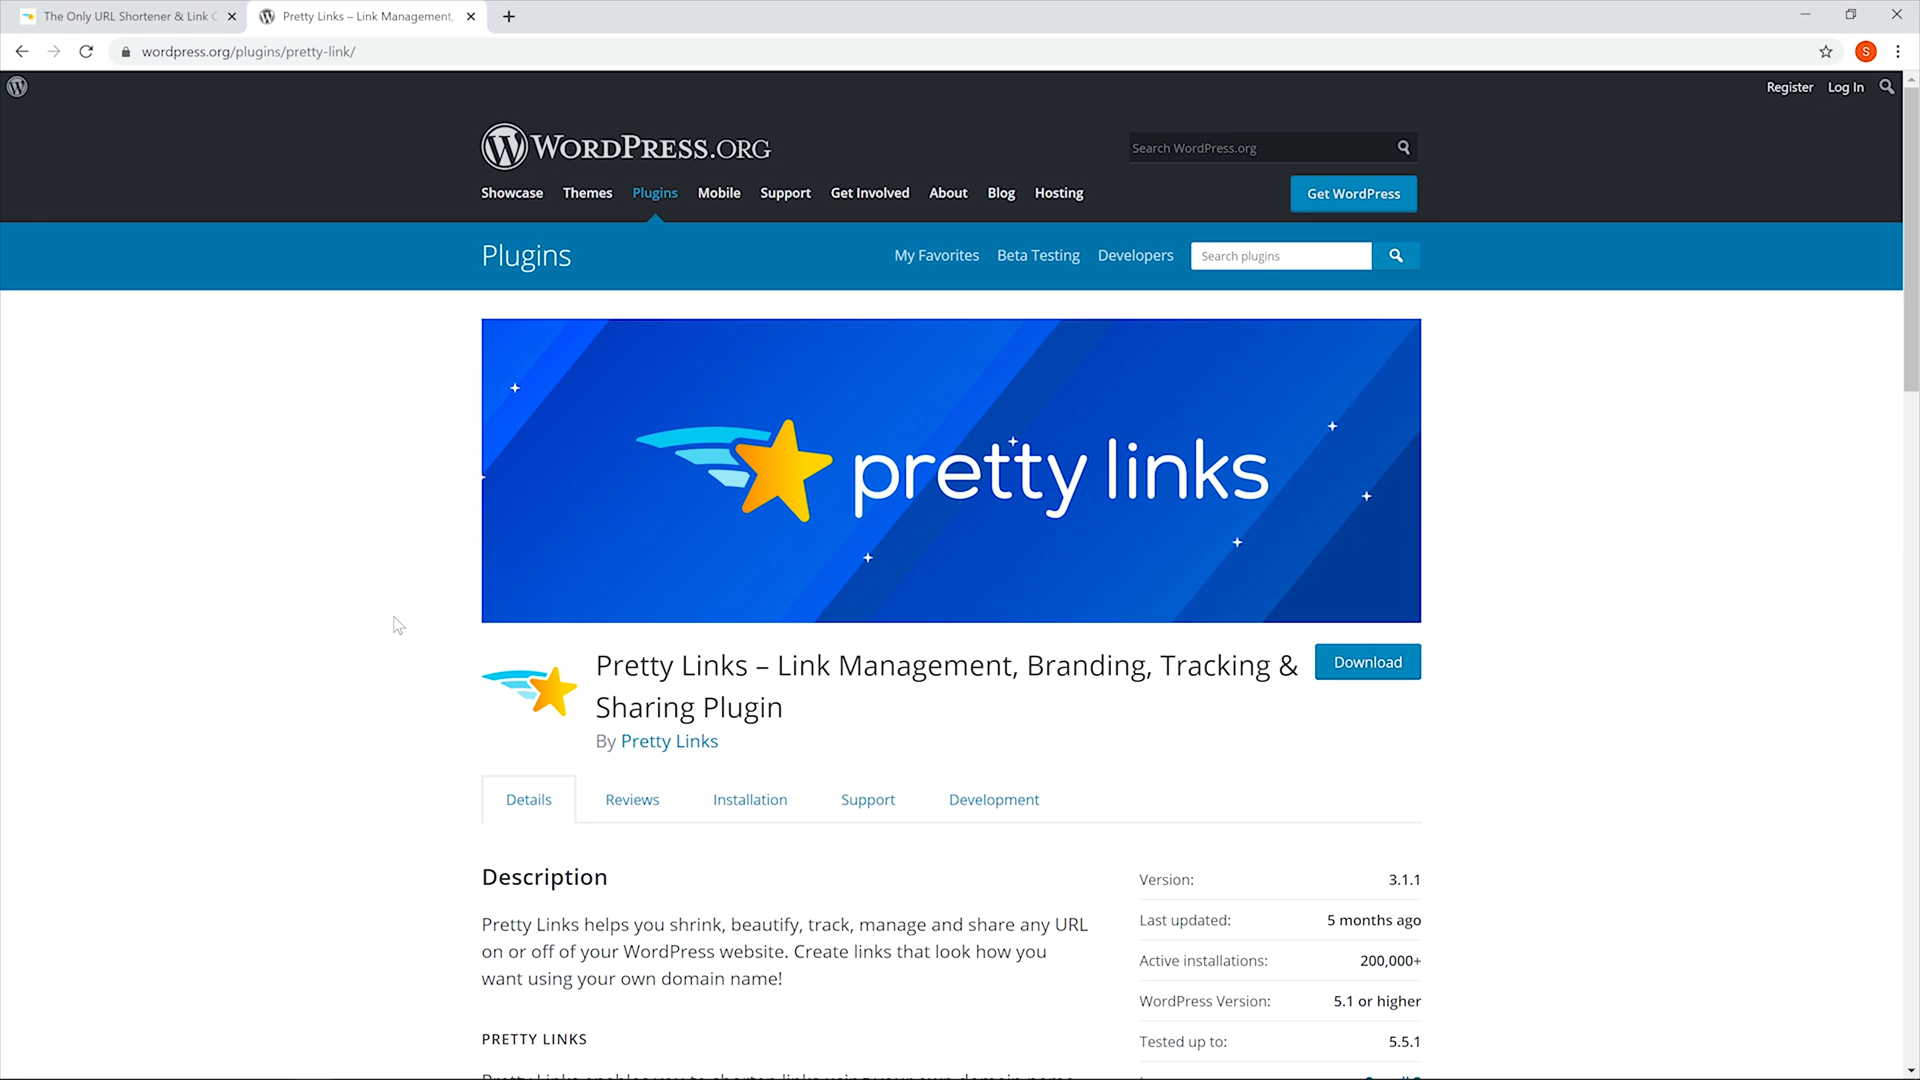 The Only URL Shortener & Link C
Pretty Links – Link Management,
wordpress.org/plugins/pretty-link/
S
Register Log In
WORDPRESS.ORG
Search WordPress.org
Showcase Themes Plugins Mobile Support Get Involved About Blog Hosting
Get WordPress
Plugins
My Favorites Beta Testing Developers
Search plugins
pretty links
Pretty Links – Link Management, Branding, Tracking &
Sharing Plugin
Download
By Pretty Links
Details Reviews Installation Support Development
Description
Pretty Links helps you shrink, beautify, track, manage and share any URL
on or off of your WordPress website. Create links that look how you
want using your own domain name!
PRETTY LINKS
Version: 3.1.1
Last updated: 5 months ago
Active installations: 200,000+
WordPress Version: 5.1 or higher
Tested up to: 5.5.1